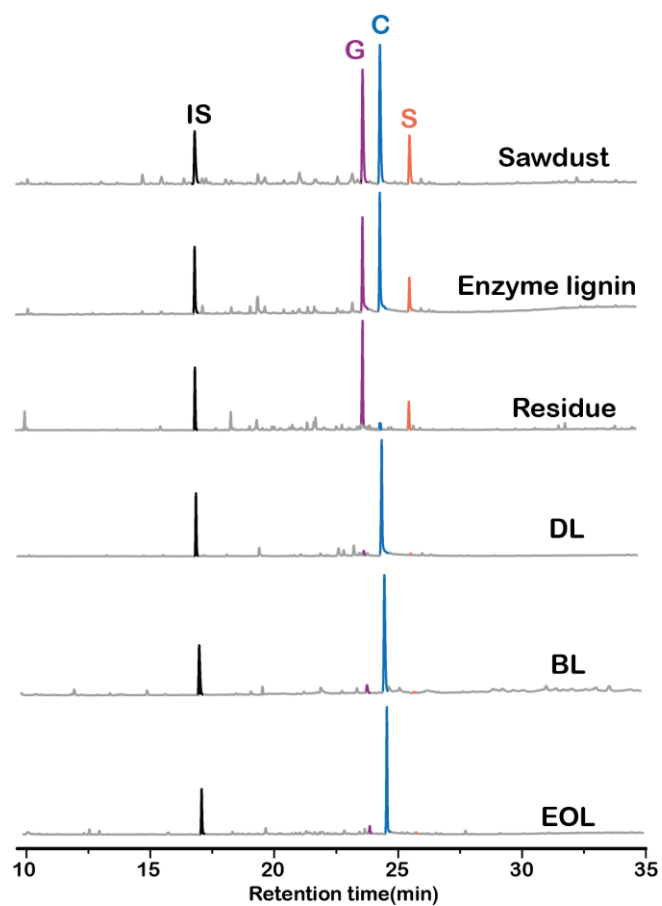 C
G
IS
S
Sawdust
Enzyme lignin
Residue
DL
BL
EOL
10 15 20 25 30 35
Retention time(min)